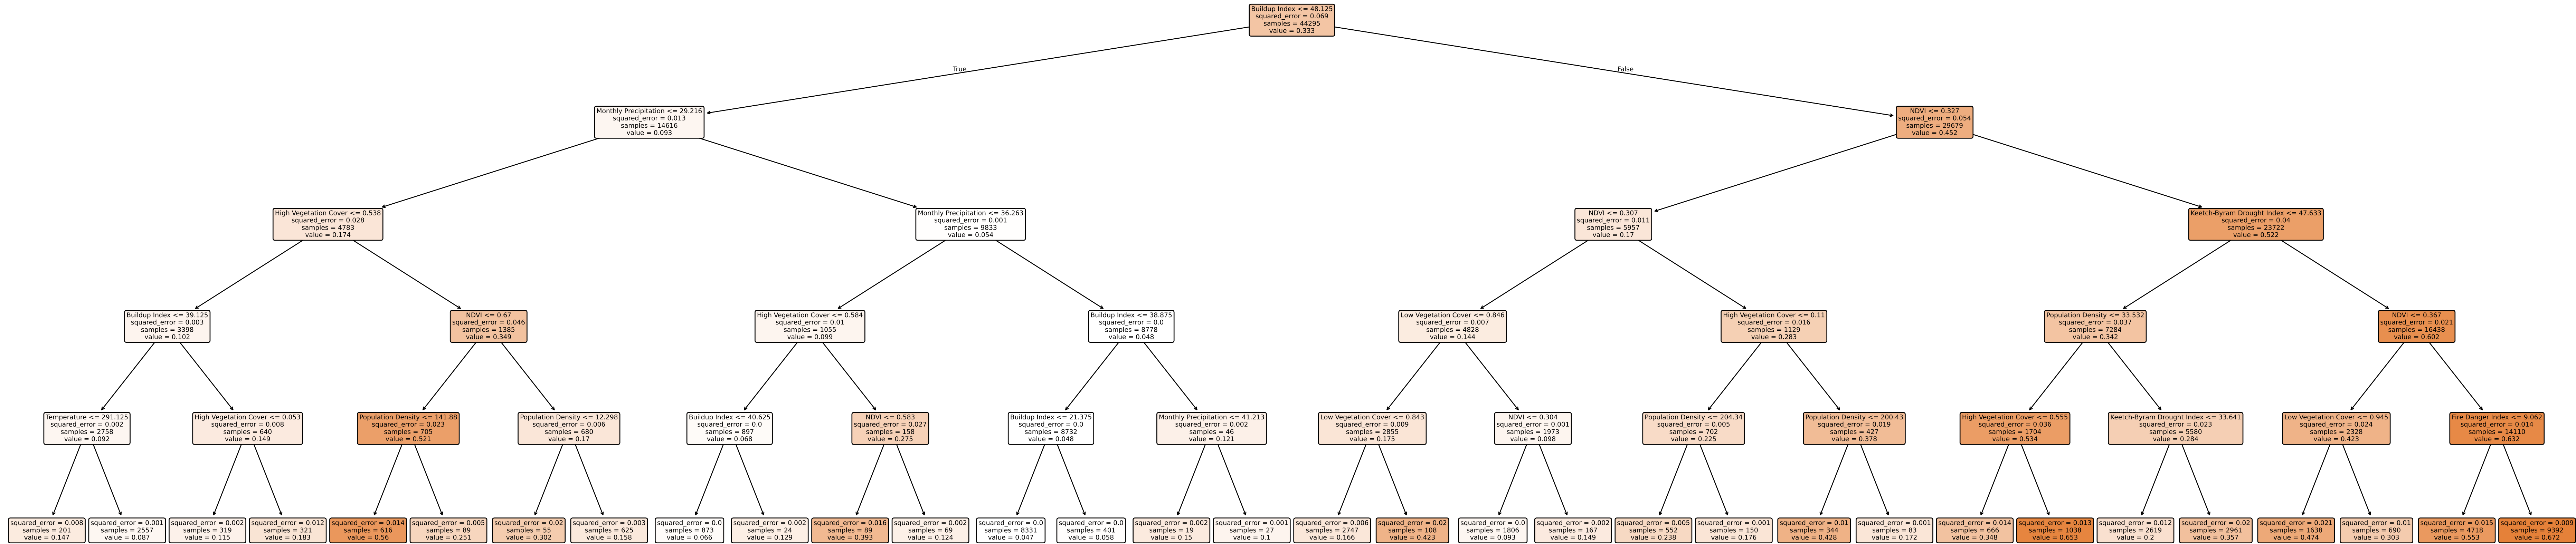 Buildup Index <= 48.125
squared_error = 0.069
samples = 44295
value = 0.333
True
False
Monthly Precipitation <= 29.216
squared_error = 0.013
samples = 14616
value = 0.093
NDVI <= 0.327
squared_error = 0.054
samples = 29679
value = 0.452
High Vegetation Cover <= 0.538
squared_error = 0.028
samples = 4783
value = 0.174
Monthly Precipitation <= 36.263
squared_error = 0.001
samples = 9833
value = 0.054
NDVI <= 0.307
squared_error = 0.011
samples = 5957
value = 0.17
Keetch-Byram Drought Index <= 47.633
squared_error = 0.04
samples = 23722
value = 0.522
Buildup Index <= 39.125
squared_error = 0.003
samples = 3398
value = 0.102
NDVI <= 0.67
squared_error = 0.046
samples = 1385
value = 0.349
High Vegetation Cover <= 0.584
squared_error = 0.01
samples = 1055
value = 0.099
Buildup Index <= 38.875
squared_error = 0.0
samples = 8778
value = 0.048
Low Vegetation Cover <= 0.846
squared_error = 0.007
samples = 4828
value = 0.144
High Vegetation Cover <= 0.11
squared_error = 0.016
samples = 1129
value = 0.283
Population Density <= 33.532
squared_error = 0.037
samples = 7284
value = 0.342
NDVI <= 0.367
squared_error = 0.021
samples = 16438
value = 0.602
Temperature <= 291.125
squared_error = 0.002
samples = 2758
value = 0.092
High Vegetation Cover <= 0.053
squared_error = 0.008
samples = 640
value = 0.149
Population Density <= 141.88
squared_error = 0.023
samples = 705
value = 0.521
Population Density <= 12.298
squared_error = 0.006
samples = 680
value = 0.17
Buildup Index <= 40.625
squared_error = 0.0
samples = 897
value = 0.068
NDVI <= 0.583
squared_error = 0.027
samples = 158
value = 0.275
Buildup Index <= 21.375
squared_error = 0.0
samples = 8732
value = 0.048
Monthly Precipitation <= 41.213
squared_error = 0.002
samples = 46
value = 0.121
Low Vegetation Cover <= 0.843
squared_error = 0.009
samples = 2855
value = 0.175
NDVI <= 0.304
squared_error = 0.001
samples = 1973
value = 0.098
Population Density <= 204.34
squared_error = 0.005
samples = 702
value = 0.225
Population Density <= 200.43
squared_error = 0.019
samples = 427
value = 0.378
High Vegetation Cover <= 0.555
squared_error = 0.036
samples = 1704
value = 0.534
Keetch-Byram Drought Index <= 33.641
squared_error = 0.023
samples = 5580
value = 0.284
Low Vegetation Cover <= 0.945
squared_error = 0.024
samples = 2328
value = 0.423
Fire Danger Index <= 9.062
squared_error = 0.014
samples = 14110
value = 0.632
squared_error = 0.008
samples = 201
value = 0.147
squared_error = 0.001
samples = 2557
value = 0.087
squared_error = 0.002
samples = 319
value = 0.115
squared_error = 0.012
samples = 321
value = 0.183
squared_error = 0.014
samples = 616
value = 0.56
squared_error = 0.005
samples = 89
value = 0.251
squared_error = 0.02
samples = 55
value = 0.302
squared_error = 0.003
samples = 625
value = 0.158
squared_error = 0.0
samples = 873
value = 0.066
squared_error = 0.002
samples = 24
value = 0.129
squared_error = 0.016
samples = 89
value = 0.393
squared_error = 0.002
samples = 69
value = 0.124
squared_error = 0.0
samples = 8331
value = 0.047
squared_error = 0.0
samples = 401
value = 0.058
squared_error = 0.002
samples = 19
value = 0.15
squared_error = 0.001
samples = 27
value = 0.1
squared_error = 0.006
samples = 2747
value = 0.166
squared_error = 0.02
samples = 108
value = 0.423
squared_error = 0.0
samples = 1806
value = 0.093
squared_error = 0.002
samples = 167
value = 0.149
squared_error = 0.005
samples = 552
value = 0.238
squared_error = 0.001
samples = 150
value = 0.176
squared_error = 0.01
samples = 344
value = 0.428
squared_error = 0.001
samples = 83
value = 0.172
squared_error = 0.014
samples = 666
value = 0.348
squared_error = 0.013
samples = 1038
value = 0.653
squared_error = 0.012
samples = 2619
value = 0.2
squared_error = 0.02
samples = 2961
value = 0.357
squared_error = 0.021
samples = 1638
value = 0.474
squared_error = 0.01
samples = 690
value = 0.303
squared_error = 0.015
samples = 4718
value = 0.553
squared_error = 0.009
samples = 9392
value = 0.672